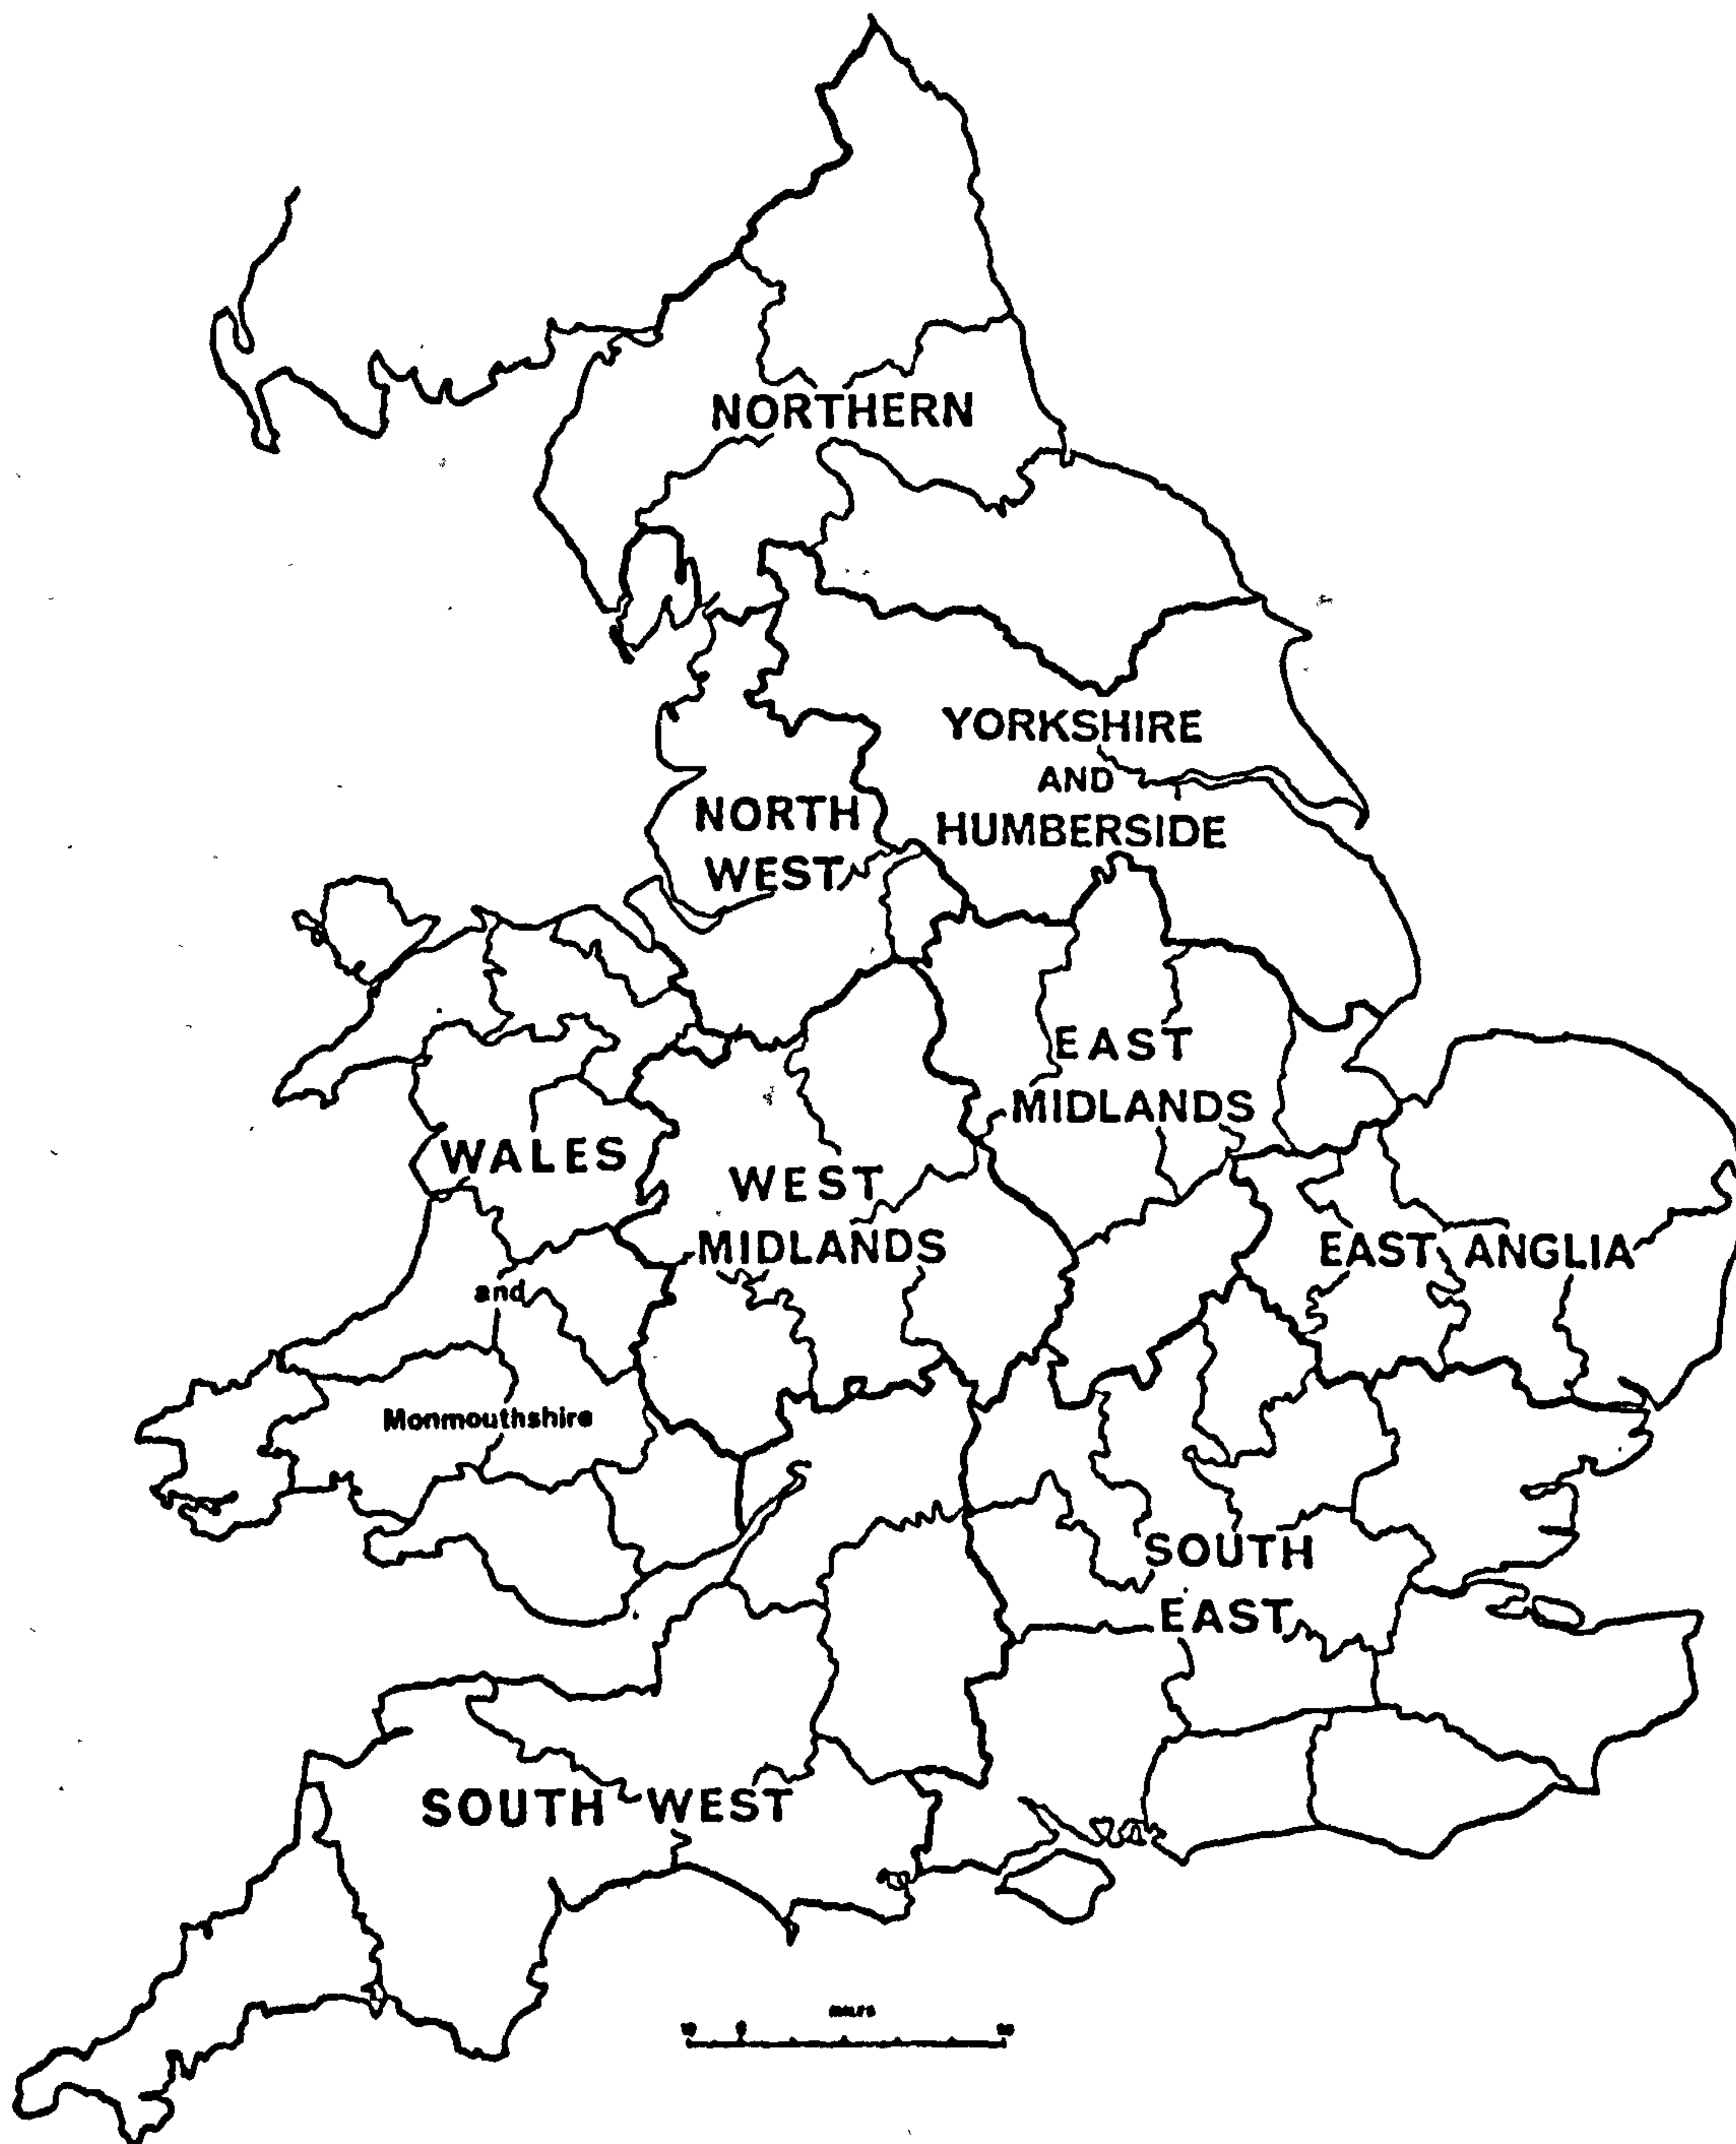 NORTHERN
YORKSHIRE
AND
HUMBERSIDE
NORTH
WEST
EAST
MIDLANDS
WALES
and
Monmouthshire
WEST
MIDLANDS
EAST ANGLIA
SOUTH
EAST
SOUTH WEST